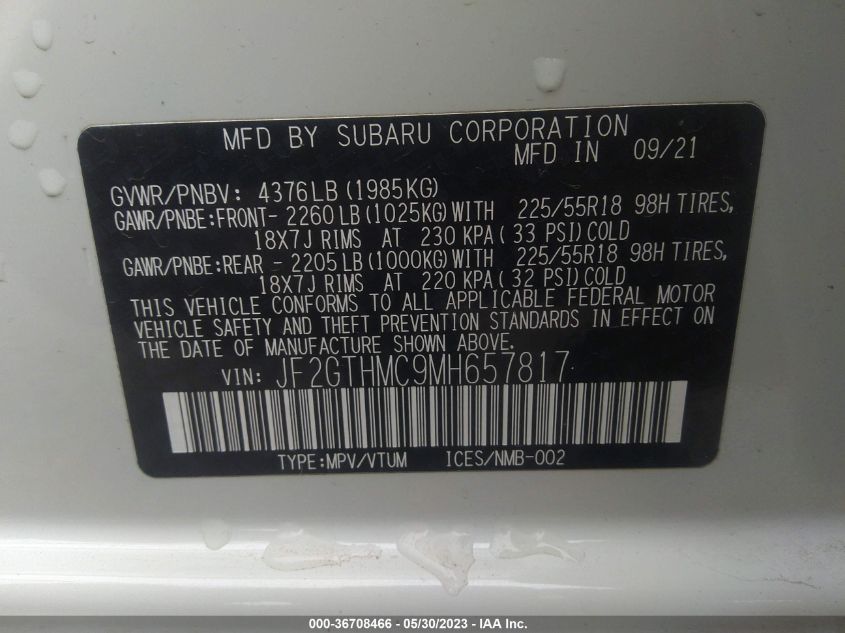 MFD BY SUBARU CORPORATION
MFD IN 09/21
GVWR/PNBV: 4376LB (1985KG)
GAWR/PNBE:FRONT- 2260 LB (1025KG) WITH 225/55R18 98H TIRES,
18X7J RIMS AT 230 KPA ( 33 PSI) COLD
GAWR/PNBE:REAR - 2205 LB (1000KG) WITH 225/55R18 98H TIRES,
18X7J RIMS AT 220 KPA ( 32 PSI) COLD
THIS VEHICLE CONFORMS TO ALL APPLICABLE FEDERAL MOTOR
VEHICLE SAFETY AND THEFT PREVENTION STANDARDS IN EFFECT ON
THE DATE OF MANUFACTURE SHOWN ABOVE.
VIN: JF2GTHMC9MH657817
TYPE:MPV/VTUM ICES/NMB-002
000-36708466 - 05/30/2023 - IAA Inc.